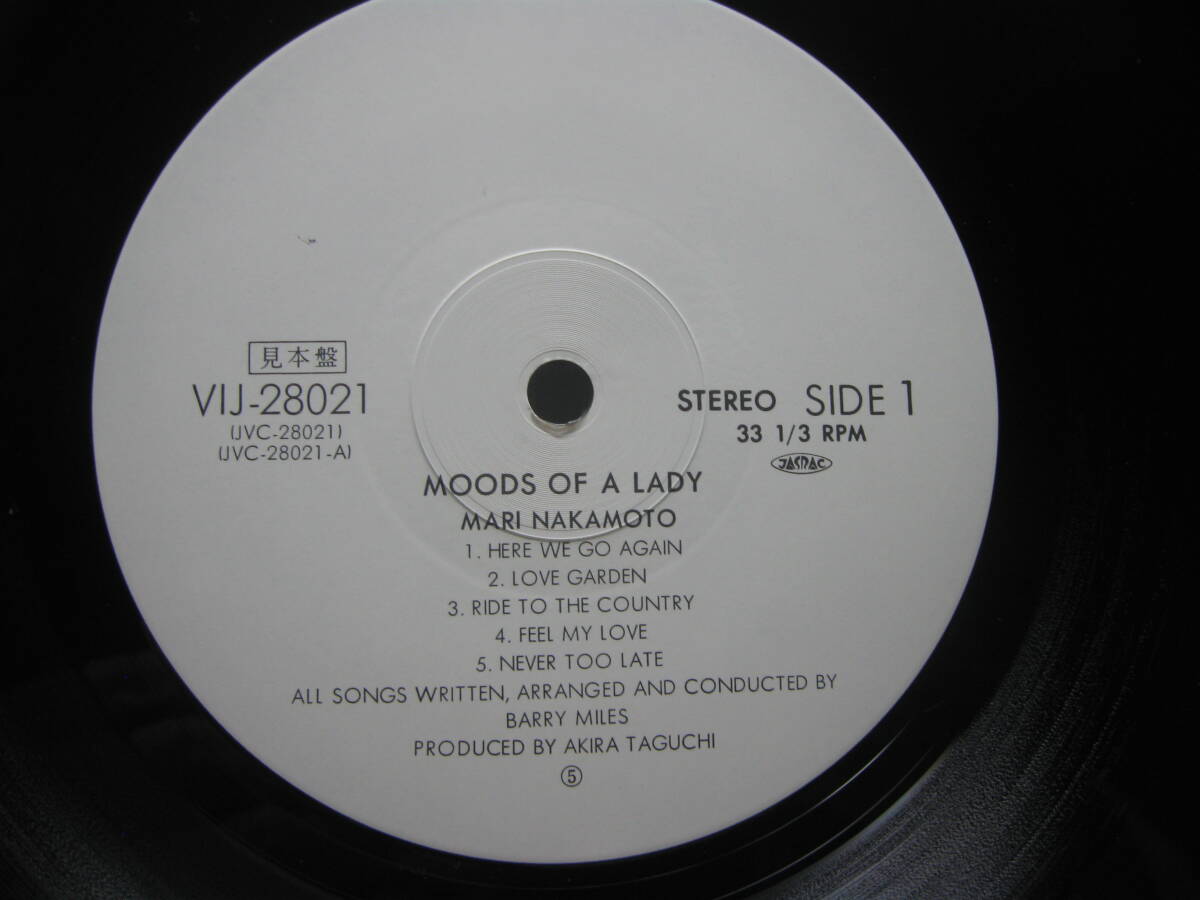 見本盤
VIJ-28021
(JVC-28021)
(JVC-28021-A)
STEREO SIDE 1
33 1/3 RPM
JASRAC
MOODS OF A LADY
MARI NAKAMOTO
1. HERE WE GO AGAIN
2. LOVE GARDEN
3. RIDE TO THE COUNTRY
4. FEEL MY LOVE
5. NEVER TOO LATE
ALL SONGS WRITTEN, ARRANGED AND CONDUCTED BY
BARRY MILES
PRODUCED BY AKIRA TAGUCHI
⑤